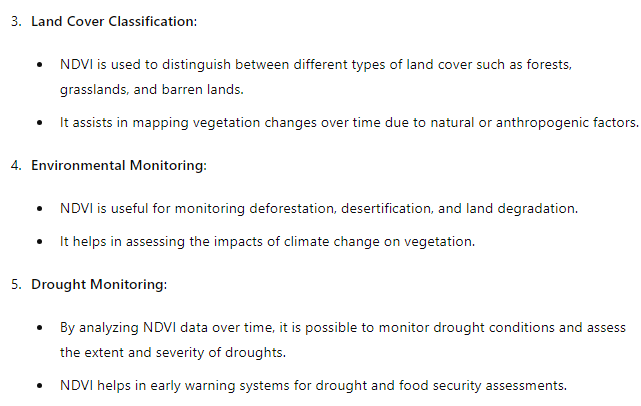 3. Land Cover Classification:
• NDVI is used to distinguish between different types of land cover such as forests,
grasslands, and barren lands.
• It assists in mapping vegetation changes over time due to natural or anthropogenic factors.
4. Environmental Monitoring:
• NDVI is useful for monitoring deforestation, desertification, and land degradation.
• It helps in assessing the impacts of climate change on vegetation.
5. Drought Monitoring:
• By analyzing NDVI data over time, it is possible to monitor drought conditions and assess
the extent and severity of droughts.
• NDVI helps in early warning systems for drought and food security assessments.